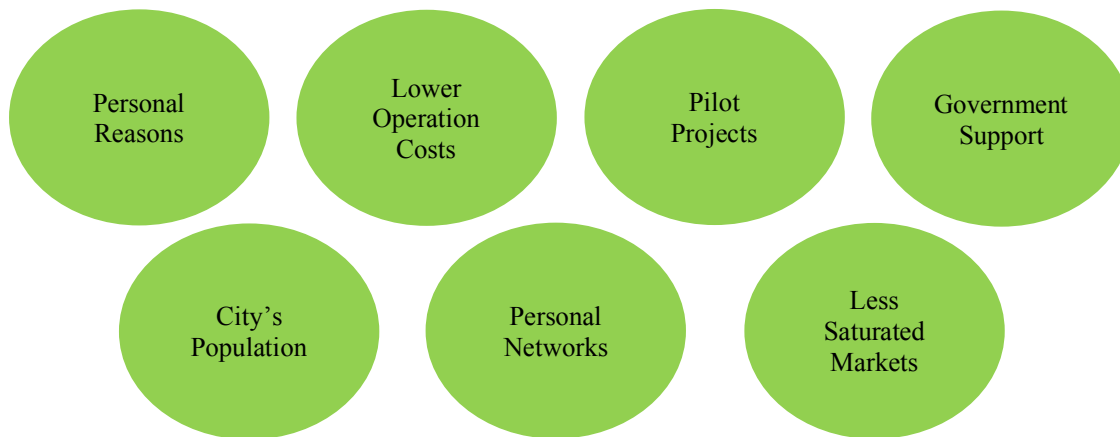 Personal
Reasons
Lower
Operation
Costs
Pilot
Projects
Government
Support
City’s
Population
Personal
Networks
Less
Saturated
Markets